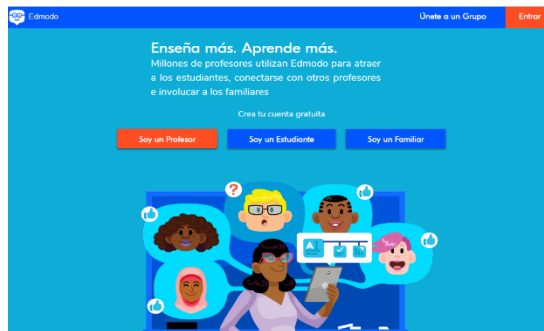 Edmodo
Únete a un Grupo
Entrar
Enseña más. Aprende más.
Millones de profesores utilizan Edmodo para atraer
a los estudiantes, conectarse con otros profesores
e involucrar a los familiares
Crea tu cuenta gratuita
Soy un Profesor
Soy un Estudiante
Soy un Familiar
?
A